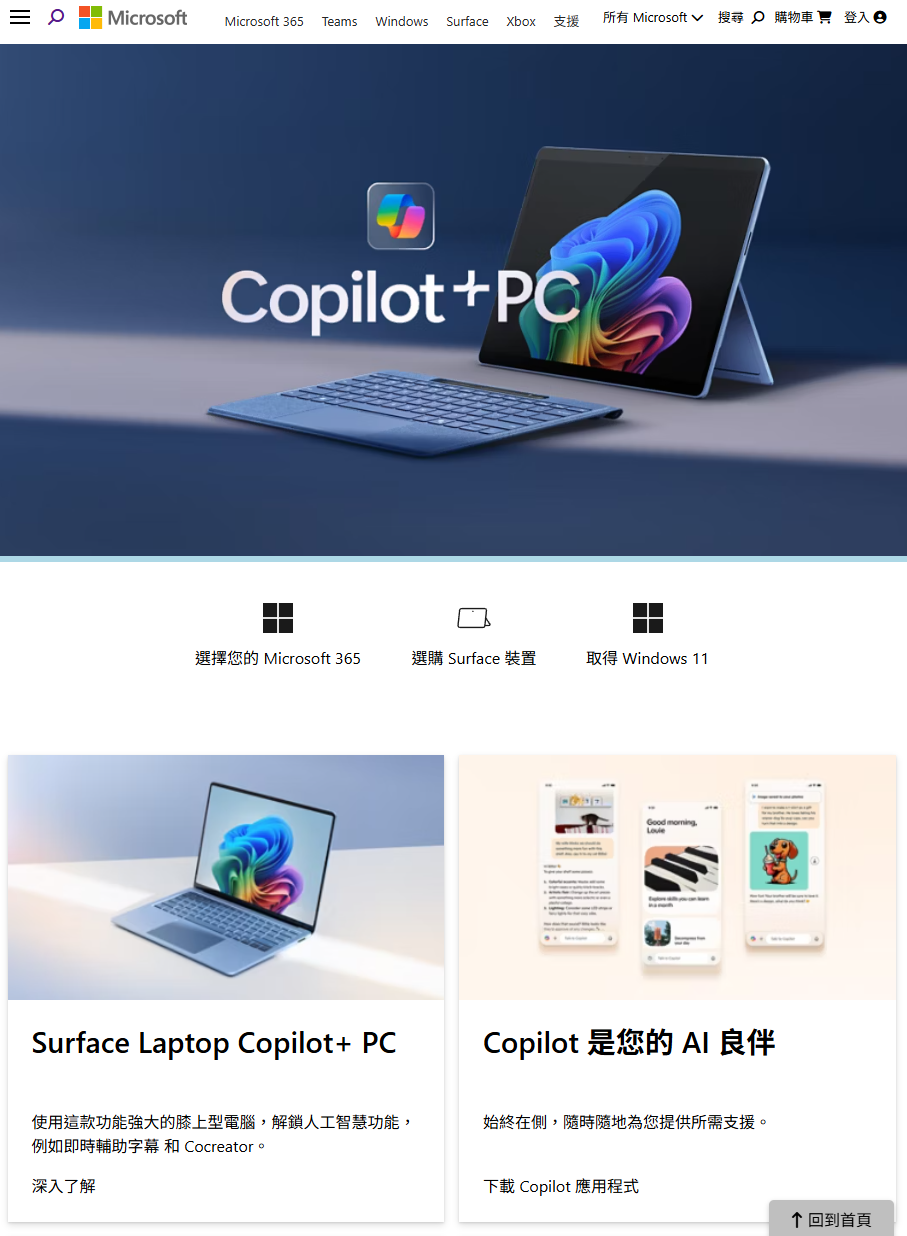 Microsoft
Microsoft 365
Teams
Windows
Surface
Xbox
支援
所有 Microsoft
搜尋
購物車
登入
Copilot+PC
選擇您的 Microsoft 365
選購 Surface 裝置
取得 Windows 11
Good morning,
Louie
Explore skills you can learn
in a month
Surface Laptop Copilot+ PC
Copilot 是您的 AI 良伴
使用這款功能強大的膝上型電腦，解鎖人工智慧功能，
例如即時輔助字幕 和 Cocreator。
始終在側，隨時隨地為您提供所需支援。
深入了解
下載 Copilot 應用程式
回到首頁